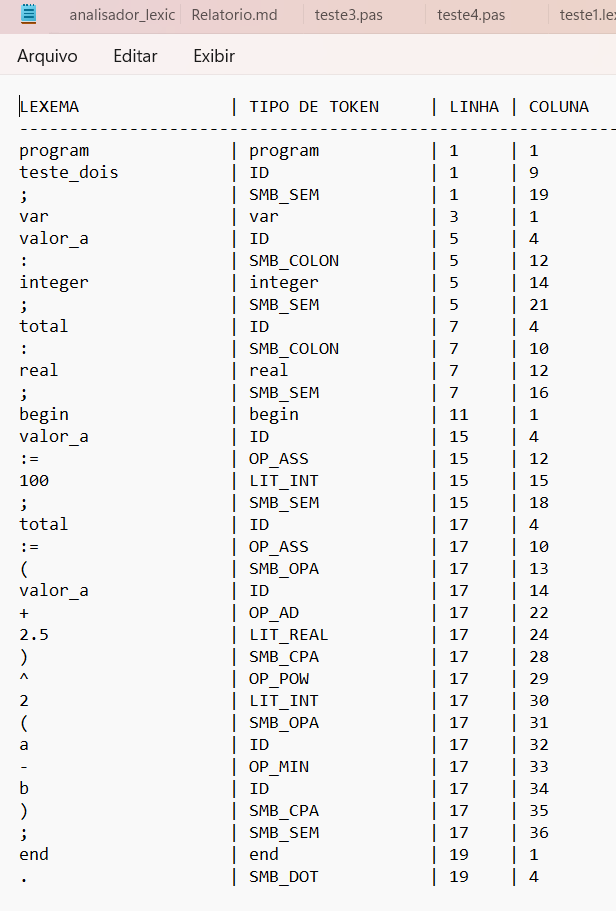 analisador_lexic Relatorio.md teste3.pas teste4.pas teste1.le
Arquivo Editar Exibir
LEXEMA | TIPO DE TOKEN | LINHA | COLUNA
------------------------------------------------------------
program | program | 1 | 1
teste_dois | ID | 1 | 9
; | SMB_SEM | 1 | 19
var | var | 3 | 1
valor_a | ID | 5 | 4
: | SMB_COLON | 5 | 12
integer | integer | 5 | 14
; | SMB_SEM | 5 | 21
total | ID | 7 | 4
: | SMB_COLON | 7 | 10
real | real | 7 | 12
; | SMB_SEM | 7 | 16
begin | begin | 11 | 1
valor_a | ID | 15 | 4
:= | OP_ASS | 15 | 12
100 | LIT_INT | 15 | 15
; | SMB_SEM | 15 | 18
total | ID | 17 | 4
:= | OP_ASS | 17 | 10
( | SMB_OPA | 17 | 13
valor_a | ID | 17 | 14
+ | OP_AD | 17 | 22
2.5 | LIT_REAL | 17 | 24
) | SMB_CPA | 17 | 28
^ | OP_POW | 17 | 29
2 | LIT_INT | 17 | 30
( | SMB_OPA | 17 | 31
a | ID | 17 | 32
- | OP_MIN | 17 | 33
b | ID | 17 | 34
) | SMB_CPA | 17 | 35
; | SMB_SEM | 17 | 36
end | end | 19 | 1
. | SMB_DOT | 19 | 4